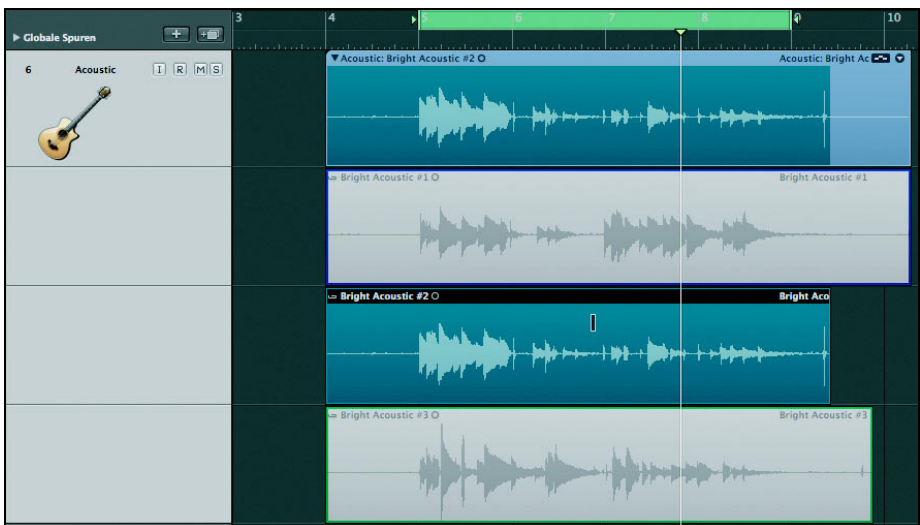 3 4 5 6 7 8 9 10
Globale Spuren
6 Acoustic I R M S
Acoustic: Bright Acoustic #2 Acoustic: Bright Ac
Bright Acoustic #1 Bright Acoustic #1
Bright Acoustic #2 Bright Aco
Bright Acoustic #3 Bright Acoustic #3